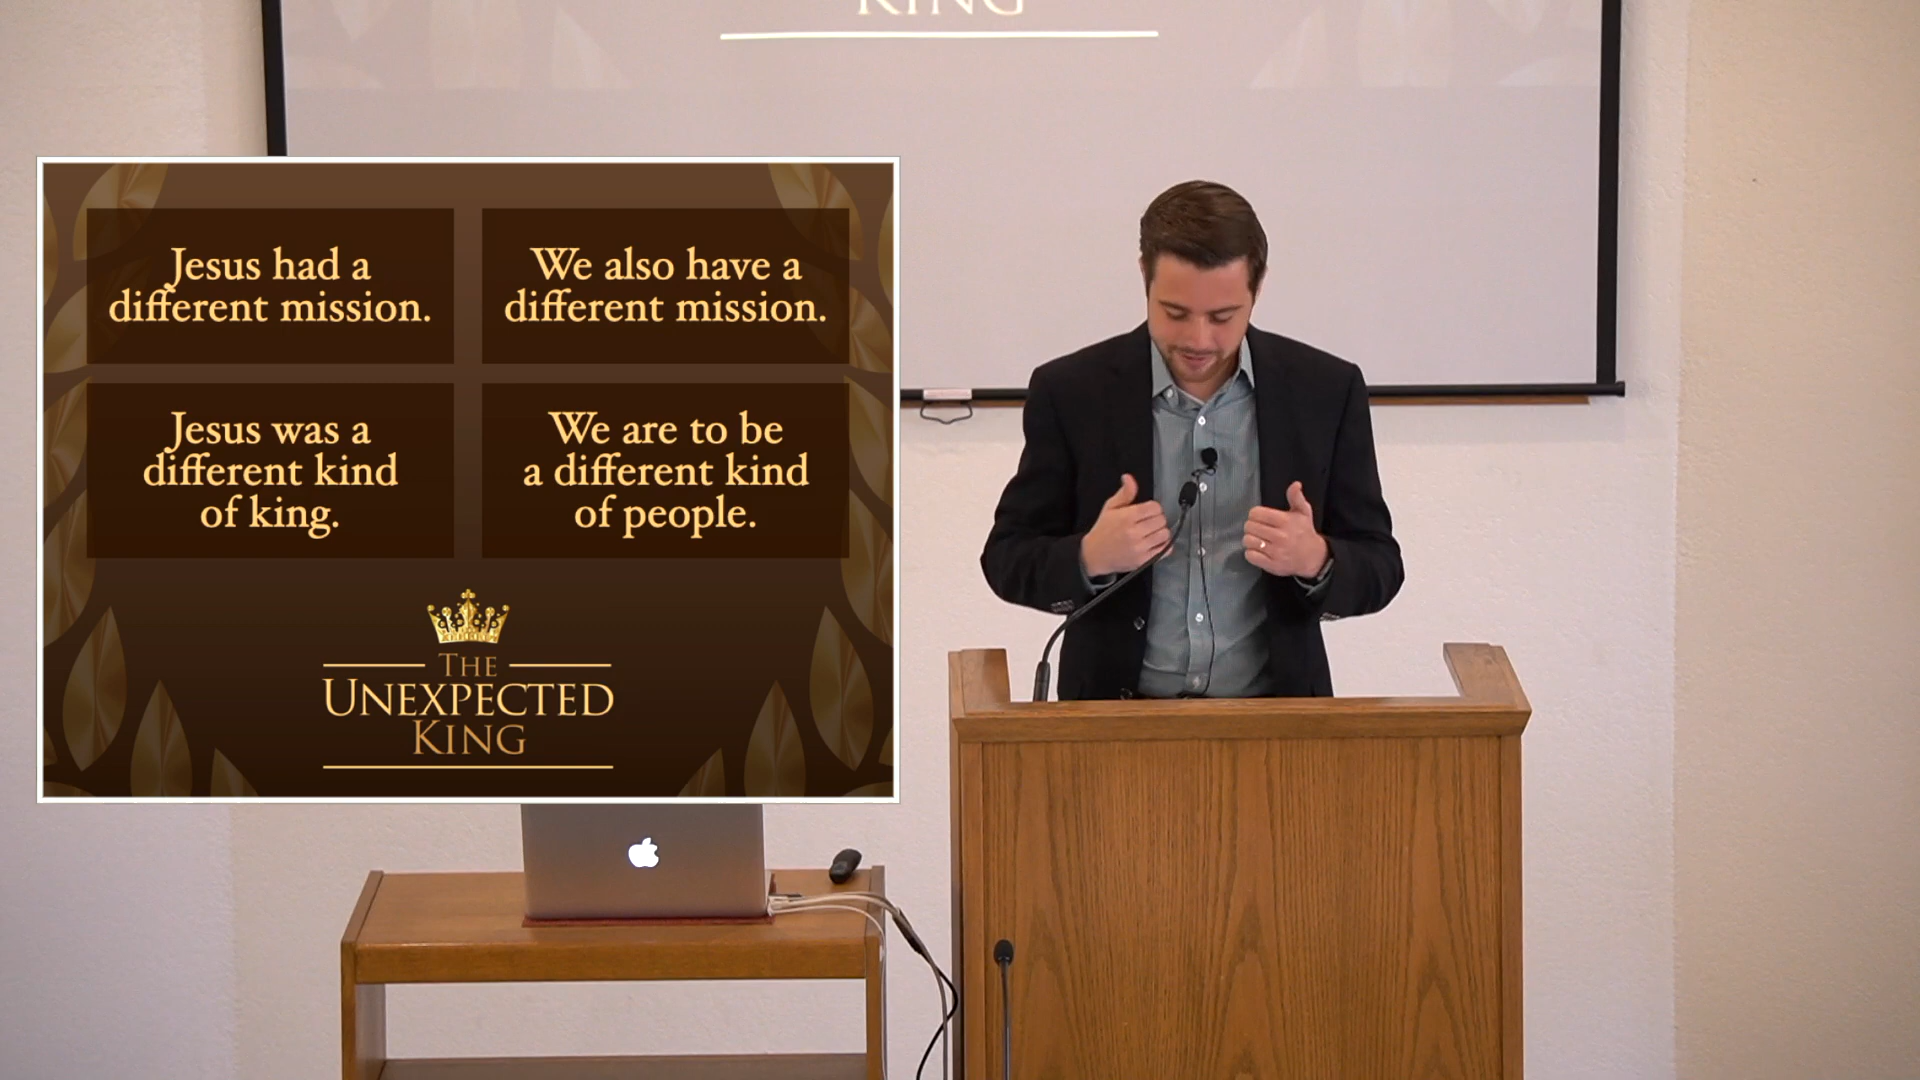 KING
Jesus had a
different mission.
We also have a
different mission.
Jesus was a
different kind
of king.
We are to be
a different kind
of people.
THE
UNEXPECTED
KING